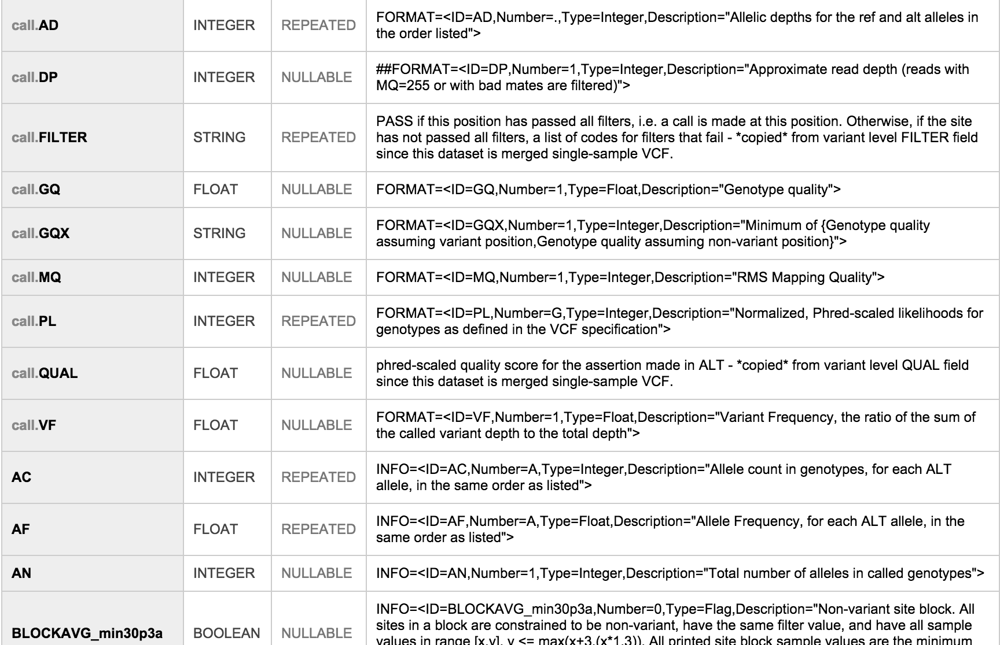 call.AD INTEGER REPEATED FORMAT=<ID=AD,Number=.,Type=Integer,Description="Allelic depths for the ref and alt alleles in
the order listed">
call.DP INTEGER NULLABLE ##FORMAT=<ID=DP,Number=1,Type=Integer,Description="Approximate read depth (reads with
MQ=255 or with bad mates are filtered)">
call.FILTER STRING REPEATED PASS if this position has passed all filters, i.e. a call is made at this position. Otherwise, if the site
has not passed all filters, a list of codes for filters that fail - *copied* from variant level FILTER field
since this dataset is merged single-sample VCF.
call.GQ FLOAT NULLABLE FORMAT=<ID=GQ,Number=1,Type=Float,Description="Genotype quality">
call.GQX STRING NULLABLE FORMAT=<ID=GQX,Number=1,Type=Integer,Description="Minimum of {Genotype quality
assuming variant position,Genotype quality assuming non-variant position}">
call.MQ INTEGER NULLABLE FORMAT=<ID=MQ,Number=1,Type=Integer,Description="RMS Mapping Quality">
call.PL INTEGER REPEATED FORMAT=<ID=PL,Number=G,Type=Integer,Description="Normalized, Phred-scaled likelihoods for
genotypes as defined in the VCF specification">
call.QUAL FLOAT NULLABLE phred-scaled quality score for the assertion made in ALT - *copied* from variant level QUAL field
since this dataset is merged single-sample VCF.
call.VF FLOAT NULLABLE FORMAT=<ID=VF,Number=1,Type=Float,Description="Variant Frequency, the ratio of the sum of
the called variant depth to the total depth">
AC INTEGER REPEATED INFO=<ID=AC,Number=A,Type=Integer,Description="Allele count in genotypes, for each ALT
allele, in the same order as listed">
AF FLOAT REPEATED INFO=<ID=AF,Number=A,Type=Float,Description="Allele Frequency, for each ALT allele, in the
same order as listed">
AN INTEGER NULLABLE INFO=<ID=AN,Number=1,Type=Integer,Description="Total number of alleles in called genotypes">
BLOCKAVG_min30p3a BOOLEAN NULLABLE INFO=<ID=BLOCKAVG_min30p3a,Number=0,Type=Flag,Description="Non-variant site block. All
sites in a block are constrained to be non-variant, have the same filter value, and have all sample
values in range [x,y], y <= max(x+3,(x*1.3)). All printed site block sample values are the minimum